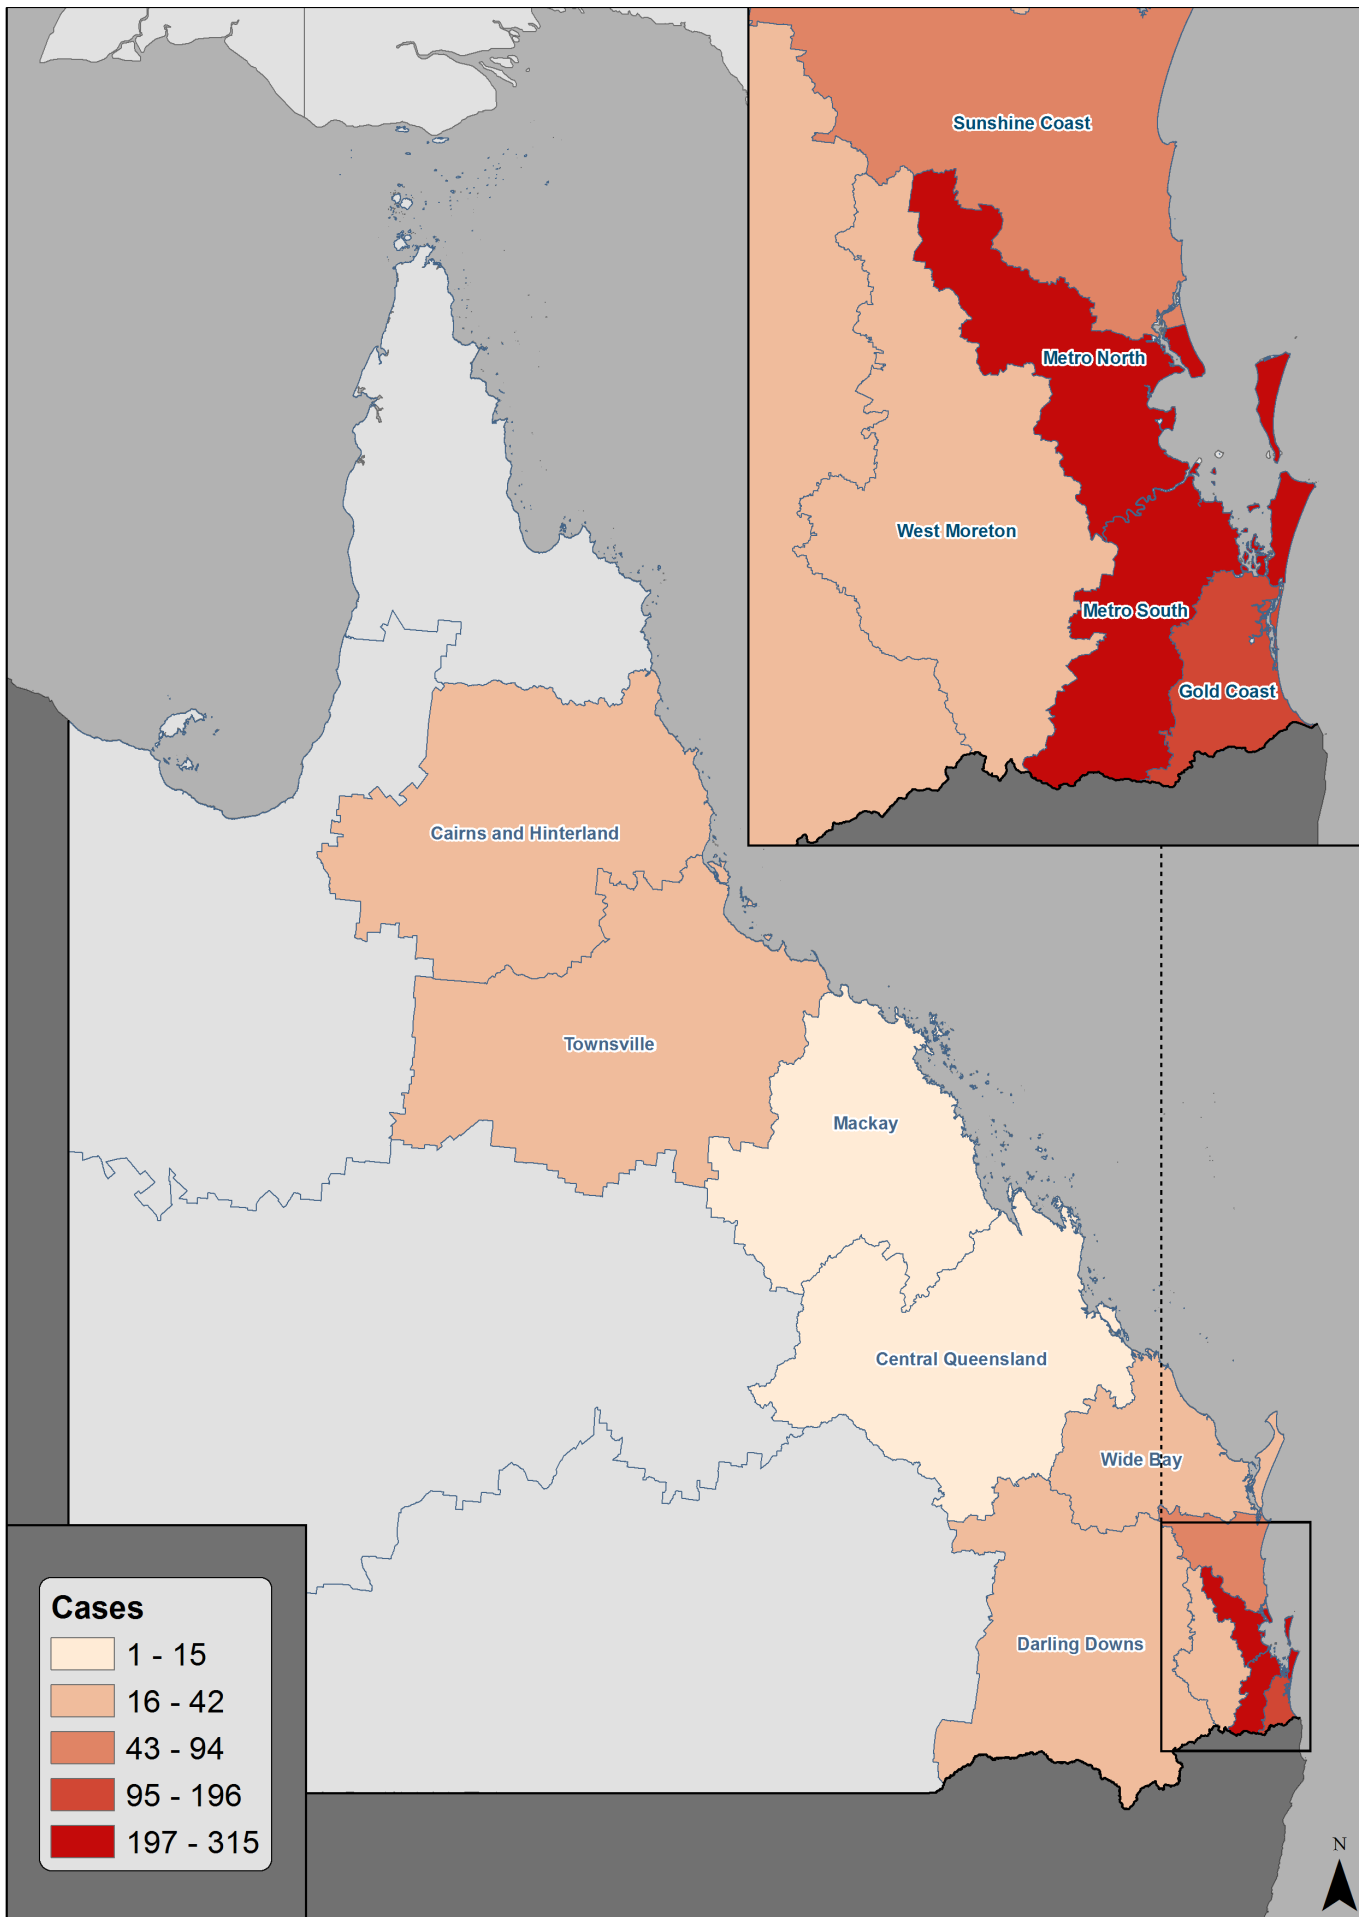 Sunshine Coast
Metro North
West Moreton
Metro South
Gold Coast
Cairns and Hinterland
Townsville
Mackay
Central Queensland
Wide Bay
Darling Downs
Cases
1 - 15
16 - 42
43 - 94
95 - 196
197 - 315
N